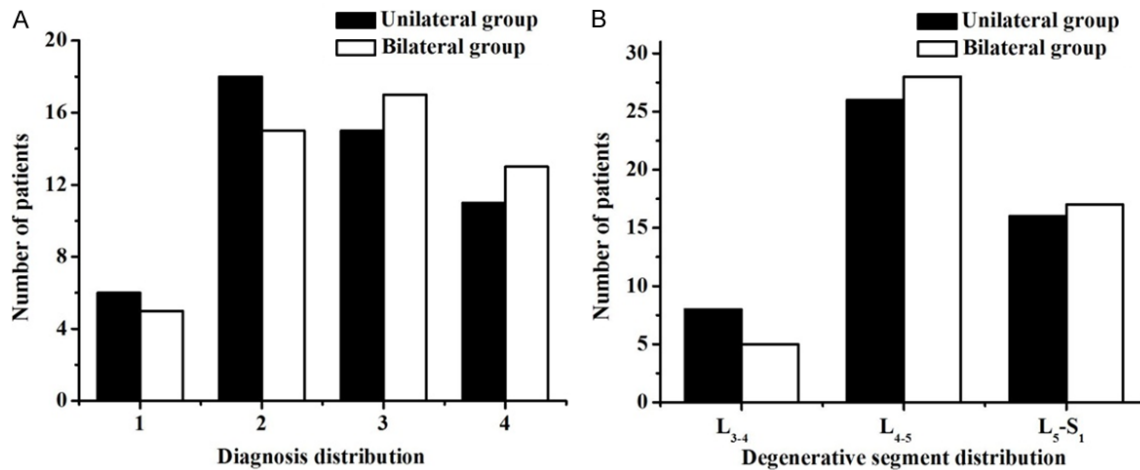 A
Unilateral group
Bilateral group
20
16
12
8
4
0
Number of patients
1 2 3 4
Diagnosis distribution
B
Unilateral group
Bilateral group
30
25
20
15
10
5
0
Number of patients
L₃₋₄ L₄₋₅ L₅-S₁
Degenerative segment distribution